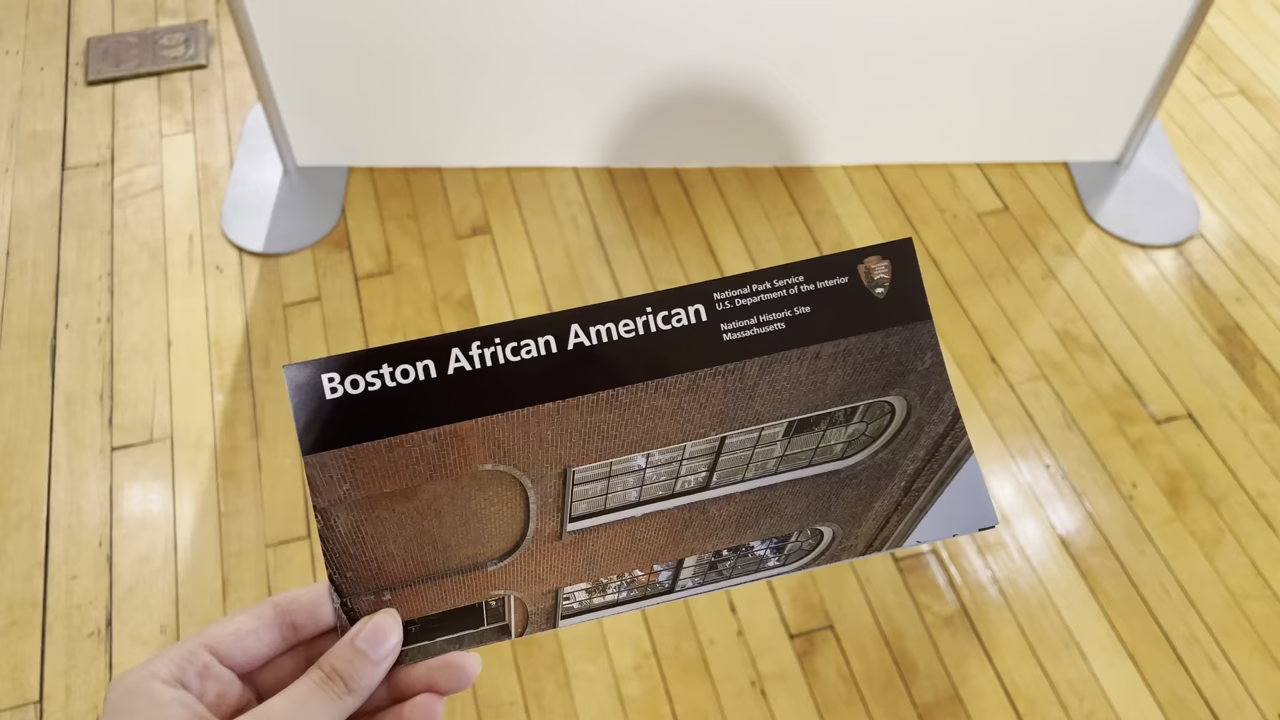 Boston African American
National Park Service
U.S. Department of the Interior
National Historic Site
Massachusetts